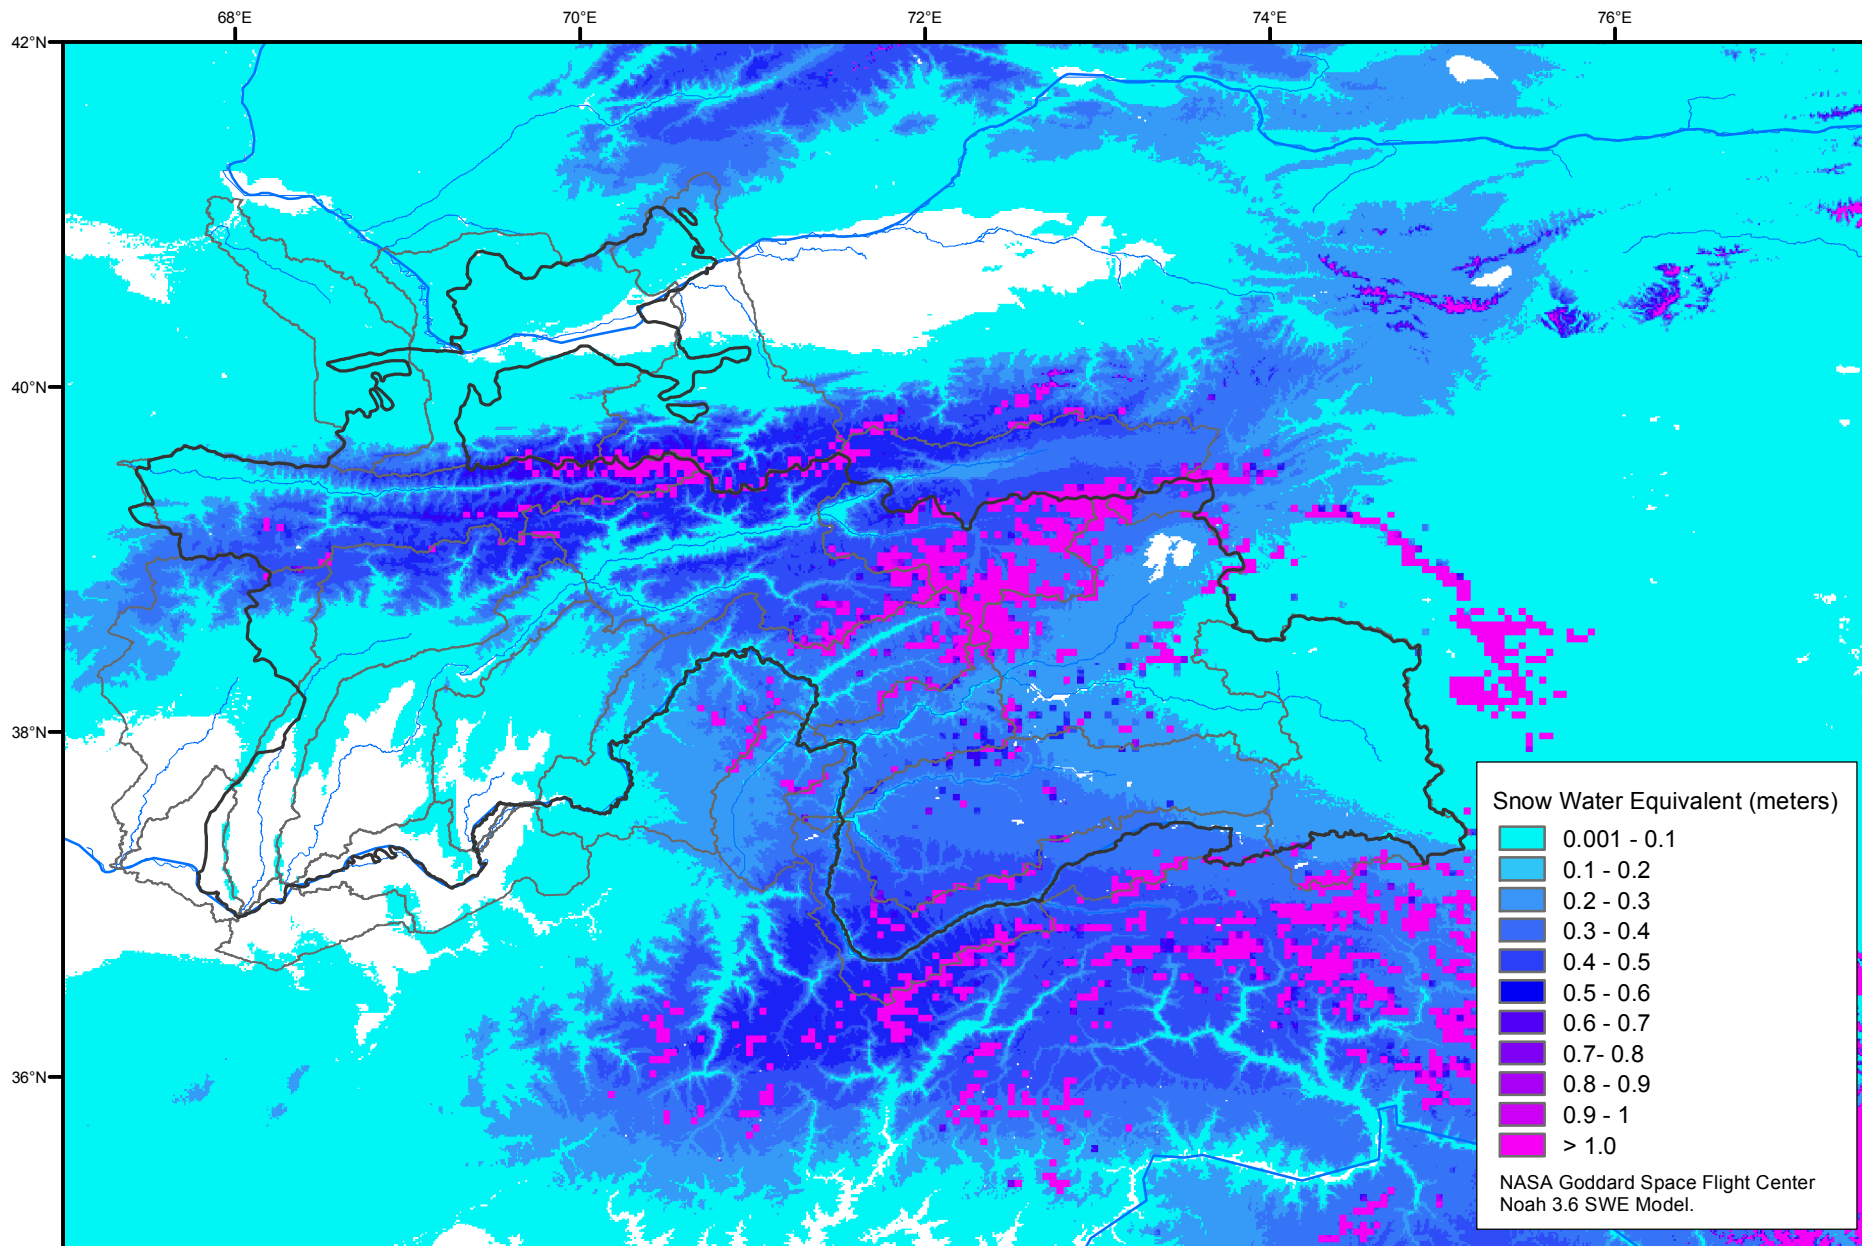 68°E
70°E
72°E
74°E
76°E
42°N
40°N
38°N
36°N
Snow Water Equivalent (meters)
0.001 - 0.1
0.1 - 0.2
0.2 - 0.3
0.3 - 0.4
0.4 - 0.5
0.5 - 0.6
0.6 - 0.7
0.7- 0.8
0.8 - 0.9
0.9 - 1
> 1.0
NASA Goddard Space Flight Center
Noah 3.6 SWE Model.